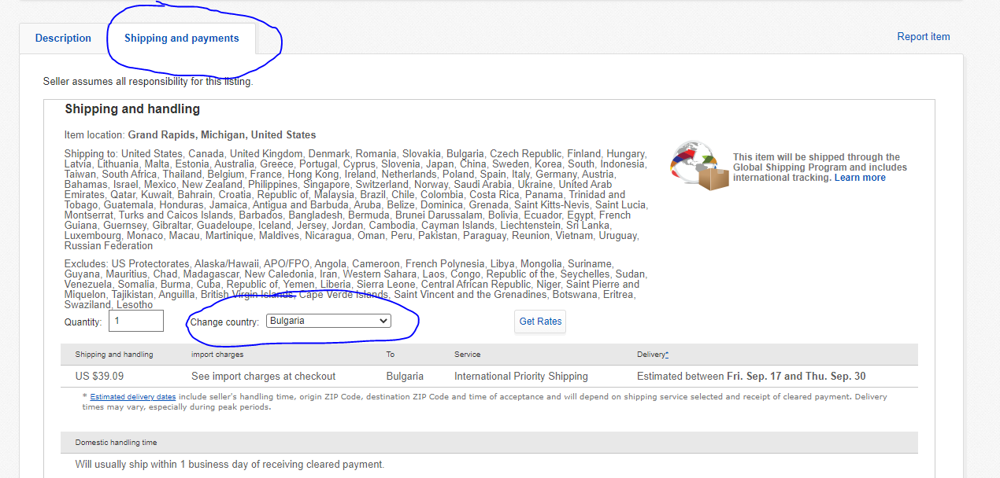 Description
Shipping and payments
Report item
Seller assumes all responsibility for this listing.
Shipping and handling
Item location: Grand Rapids, Michigan, United States
Shipping to: United States, Canada, United Kingdom, Denmark, Romania, Slovakia, Bulgaria, Czech Republic, Finland, Hungary,
Latvia, Lithuania, Malta, Estonia, Australia, Greece, Portugal, Cyprus, Slovenia, Japan, China, Sweden, Korea, South, Indonesia,
Taiwan, South Africa, Thailand, Belgium, France, Hong Kong, Ireland, Netherlands, Poland, Spain, Italy, Germany, Austria,
Bahamas, Israel, Mexico, New Zealand, Philippines, Singapore, Switzerland, Norway, Saudi Arabia, Ukraine, United Arab
Emirates, Qatar, Kuwait, Bahrain, Croatia, Republic of, Malaysia, Brazil, Chile, Colombia, Costa Rica, Panama, Trinidad and
Tobago, Guatemala, Honduras, Jamaica, Antigua and Barbuda, Aruba, Belize, Dominica, Grenada, Saint Kitts-Nevis, Saint Lucia,
Montserrat, Turks and Caicos Islands, Barbados, Bangladesh, Bermuda, Brunei Darussalam, Bolivia, Ecuador, Egypt, French
Guiana, Guernsey, Gibraltar, Guadeloupe, Iceland, Jersey, Jordan, Cambodia, Cayman Islands, Liechtenstein, Sri Lanka,
Luxembourg, Monaco, Macau, Martinique, Maldives, Nicaragua, Oman, Peru, Pakistan, Paraguay, Reunion, Vietnam, Uruguay,
Russian Federation
This item will be shipped through the
Global Shipping Program and includes
international tracking. Learn more
Excludes: US Protectorates, Alaska/Hawaii, APO/FPO, Angola, Cameroon, French Polynesia, Libya, Mongolia, Suriname,
Guyana, Mauritius, Chad, Madagascar, New Caledonia, Iran, Western Sahara, Laos, Congo, Republic of the, Seychelles, Sudan,
Venezuela, Somalia, Burma, Cuba, Republic of, Yemen, Liberia, Sierra Leone, Central African Republic, Niger, Saint Pierre and
Miquelon, Tajikistan, Anguilla, British Virgin Islands, Cape Verde Islands, Saint Vincent and the Grenadines, Botswana, Eritrea,
Swaziland, Lesotho
Quantity: 1 Change country: Bulgaria Get Rates
Shipping and handling import charges To Service Delivery*
US $39.09 See import charges at checkout Bulgaria International Priority Shipping Estimated between Fri. Sep. 17 and Thu. Sep. 30
* Estimated delivery dates include seller's handling time, origin ZIP Code, destination ZIP Code and time of acceptance and will depend on shipping service selected and receipt of cleared payment. Delivery
times may vary, especially during peak periods.
Domestic handling time
Will usually ship within 1 business day of receiving cleared payment.